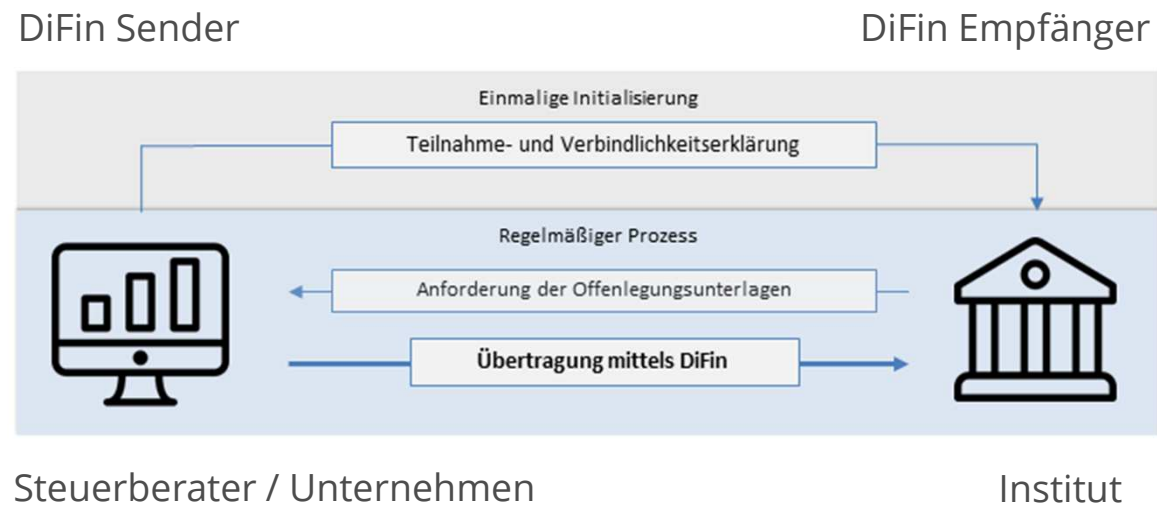 DiFin Sender
DiFin Empfänger
Einmalige Initialisierung
Teilnahme- und Verbindlichkeitserklärung
Regelmäßiger Prozess
Anforderung der Offenlegungsunterlagen
Übertragung mittels DiFin
Steuerberater / Unternehmen
Institut